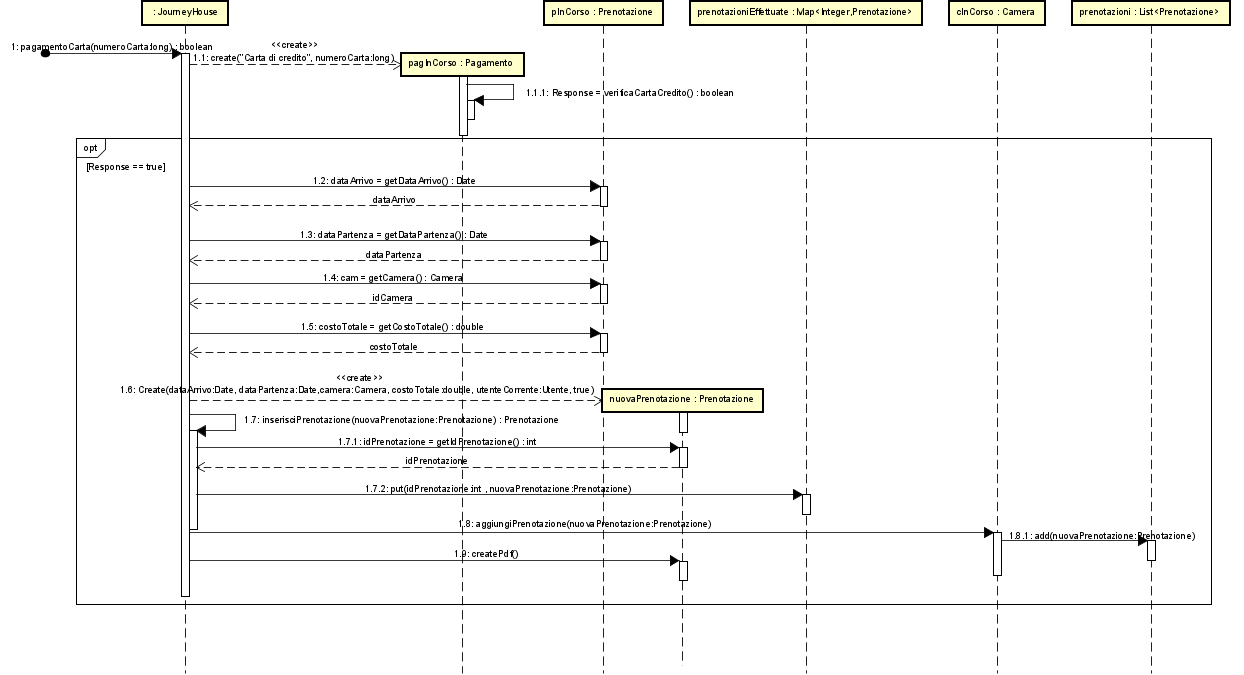 : JourneyHouse
pInCorso : Prenotazione
prenotazioniEffettuate : Map<Integer,Prenotazione>
cInCorso : Camera
prenotazioni : List<Prenotazione>
1: pagamentoCarta(numeroCarta:long) : boolean
<<create>>
1.1: create("Carta di credito", numeroCarta:long)
pagInCorso : Pagamento
1.1.1: Response = verificaCartaCredito() : boolean
opt
[Response == true]
1.2: dataArrivo = getDataArrivo() : Date
dataArrivo
1.3: dataPartenza = getDataPartenza() : Date
dataPartenza
1.4: cam = getCamera() : Camera
idCamera
1.5: costoTotale = getCostoTotale() : double
costoTotale
<<create>>
1.6: Create(dataArrivo:Date, dataPartenza:Date,camera:Camera, costoTotale:double, utenteCorrente:Utente, true)
nuovaPrenotazione : Prenotazione
1.7: inserisciPrenotazione(nuovaPrenotazione:Prenotazione) : Prenotazione
1.7.1: idPrenotazione = getIdPrenotazione() : int
idPrenotazione
1.7.2: put(idPrenotazione:int , nuovaPrenotazione:Prenotazione)
1.8: aggiungiPrenotazione(nuovaPrenotazione:Prenotazione)
1.8.1: add(nuovaPrenotazione:Prenotazione)
1.9: createPdf()